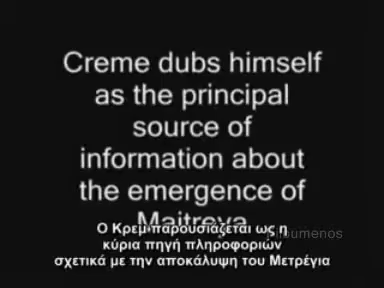 Creme dubs himself
as the principal
source of
information about
the emergence of
Maitreya
Ο Κρεμ παρουσιάζεται ως η
κύρια πηγή πληροφοριών
σχετικά με την αποκάλυψη του Μετρέγια